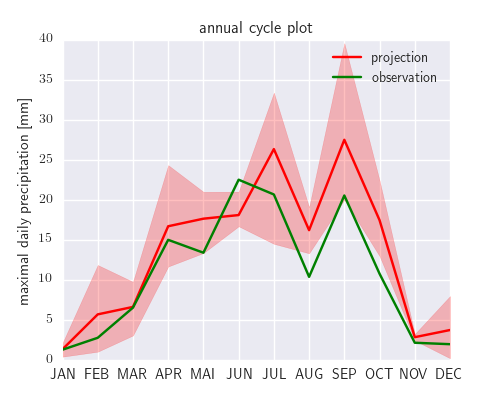 annual cycle plot
maximal daily precipitation [mm]
40
35
30
25
20
15
10
5
0
projection
observation
JAN FEB MAR APR MAI JUN JUL AUG SEP OCT NOV DEC